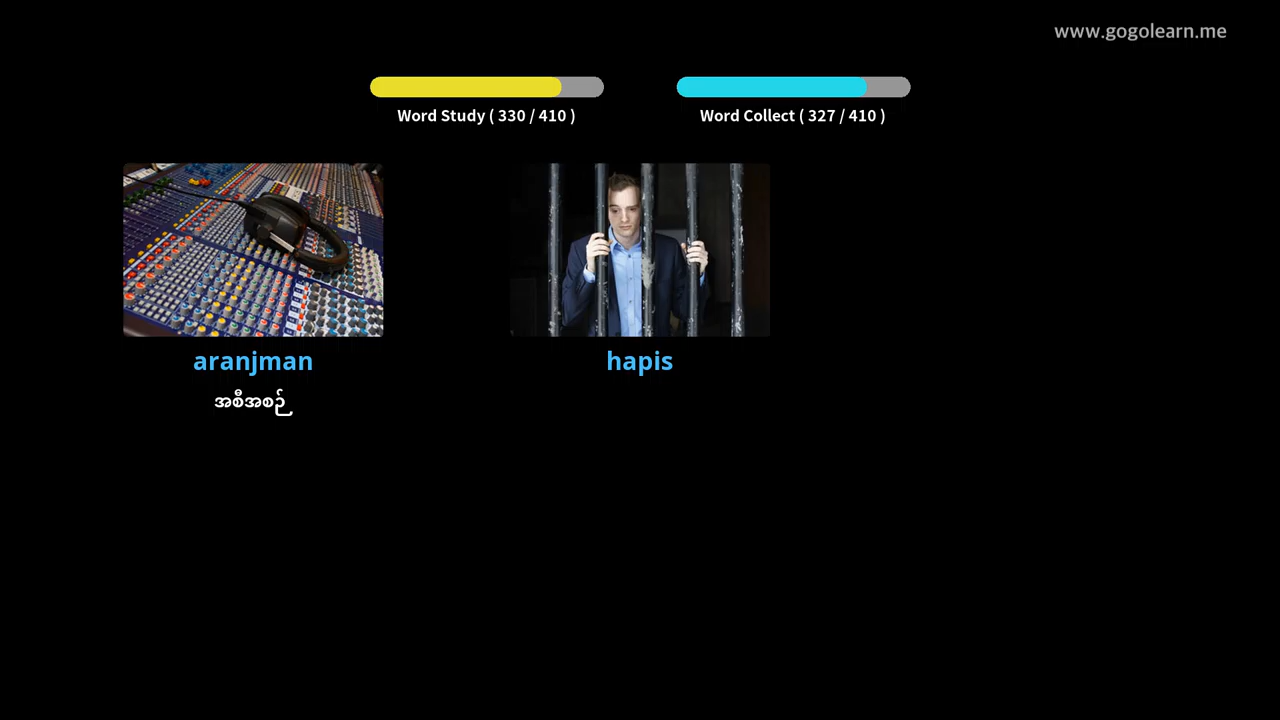 www.gogolearn.me
Word Study ( 330 / 410 )
Word Collect ( 327 / 410 )
aranjman
hapis
အစီအစဉ်